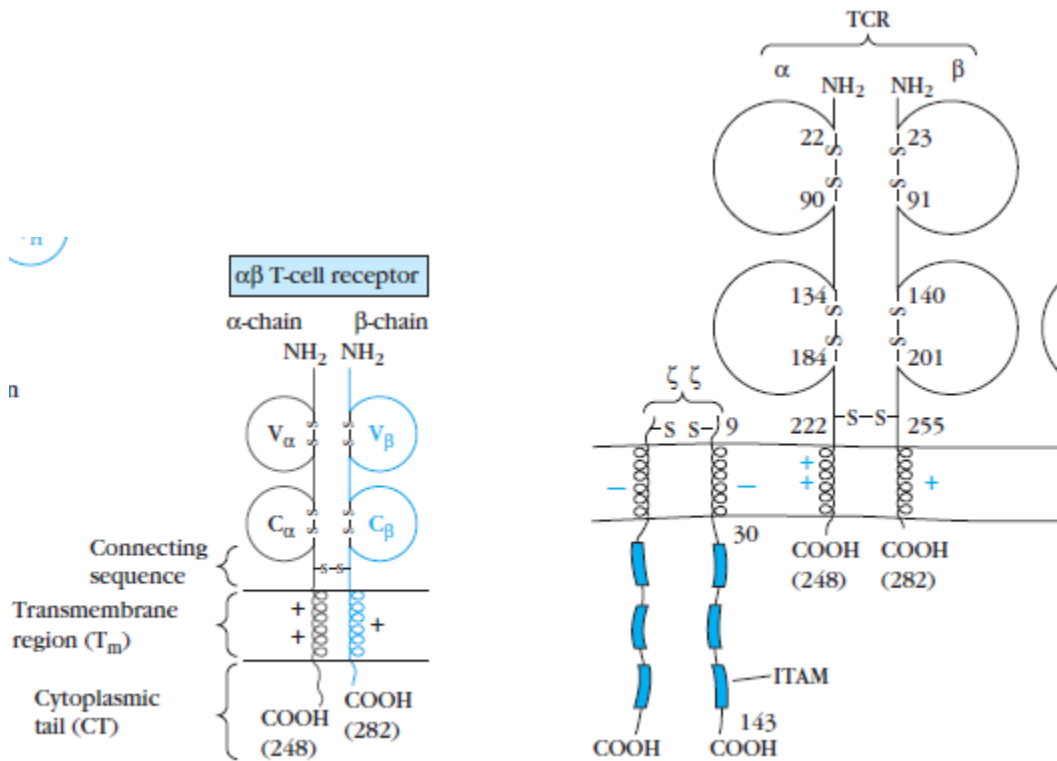 H
n
αβ T-cell receptor
α-chain β-chain
NH2 NH2
Vα Vβ
S S
S S
Cα Cβ
S S
S S
Connecting
sequence
-S-S-
Transmembrane
region (Tm)
+ +
+
Cytoplasmic
tail (CT)
COOH
(248)
COOH
(282)
TCR
α β
NH2 NH2
22 S S 23
90 S S 91
134 S S 140
184 S S 201
222 -S-S- 255
ζ ζ
-S S- 9
− − + + +
30
COOH COOH
(248) (282)
ITAM
143
COOH COOH